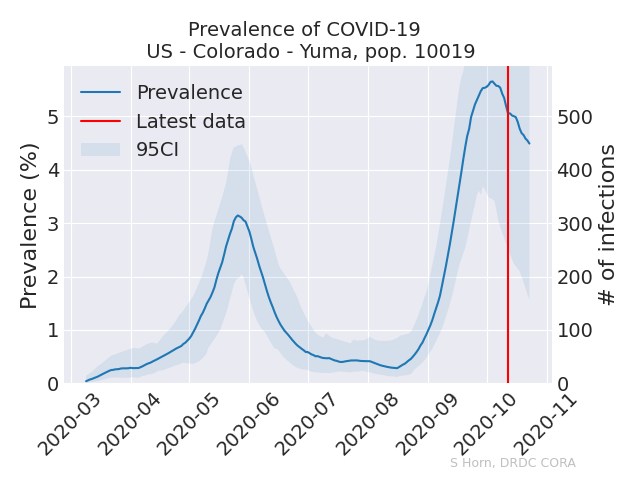 Prevalence of COVID-19
US - Colorado - Yuma, pop. 10019
Prevalence
Latest data
95CI
Prevalence (%)
5
4
3
2
1
0
500
400
300
200
100
0
# of infections
2020-03
2020-04
2020-05
2020-06
2020-07
2020-08
2020-09
2020-10
2020-11
S Horn, DRDC CORA